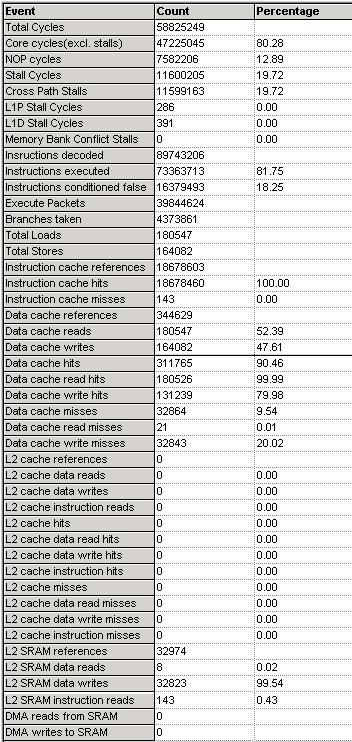 Event Count Percentage
Total Cycles 58825249
Core cycles(excl. stalls) 47225045 80.28
NOP cycles 7582206 12.89
Stall Cycles 11600205 19.72
Cross Path Stalls 11599163 19.72
L1P Stall Cycles 286 0.00
L1D Stall Cycles 391 0.00
Memory Bank Conflict Stalls 0 0.00
Insructions decoded 89743206
Instructions executed 73363713 81.75
Instructions conditioned false 16379493 18.25
Execute Packets 39844624
Branches taken 4373861
Total Loads 180547
Total Stores 164082
Instruction cache references 18678603
Instruction cache hits 18678460 100.00
Instruction cache misses 143 0.00
Data cache references 344629
Data cache reads 180547 52.39
Data cache writes 164082 47.61
Data cache hits 311765 90.46
Data cache read hits 180526 99.99
Data cache write hits 131239 79.98
Data cache misses 32864 9.54
Data cache read misses 21 0.01
Data cache write misses 32843 20.02
L2 cache references 0
L2 cache data reads 0 0.00
L2 cache data writes 0 0.00
L2 cache instruction reads 0 0.00
L2 cache hits 0 0.00
L2 cache data read hits 0 0.00
L2 cache data write hits 0 0.00
L2 cache instruction hits 0 0.00
L2 cache misses 0 0.00
L2 cache data read misses 0 0.00
L2 cache data write misses 0 0.00
L2 cache instruction misses 0 0.00
L2 SRAM references 32974
L2 SRAM data reads 8 0.02
L2 SRAM data writes 32823 99.54
L2 SRAM instruction reads 143 0.43
DMA reads from SRAM 0
DMA writes to SRAM 0